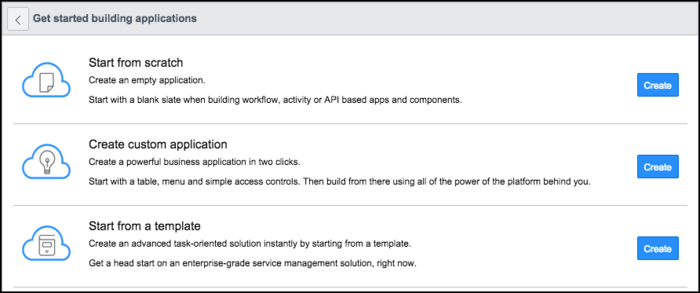 Get started building applications
Start from scratch
Create an empty application.
Create
Start with a blank slate when building workflow, activity or API based apps and components.
Create custom application
Create a powerful business application in two clicks.
Create
Start with a table, menu and simple access controls. Then build from there using all of the power of the platform behind you.
Start from a template
Create an advanced task-oriented solution instantly by starting from a template.
Create
Get a head start on an enterprise-grade service management solution, right now.